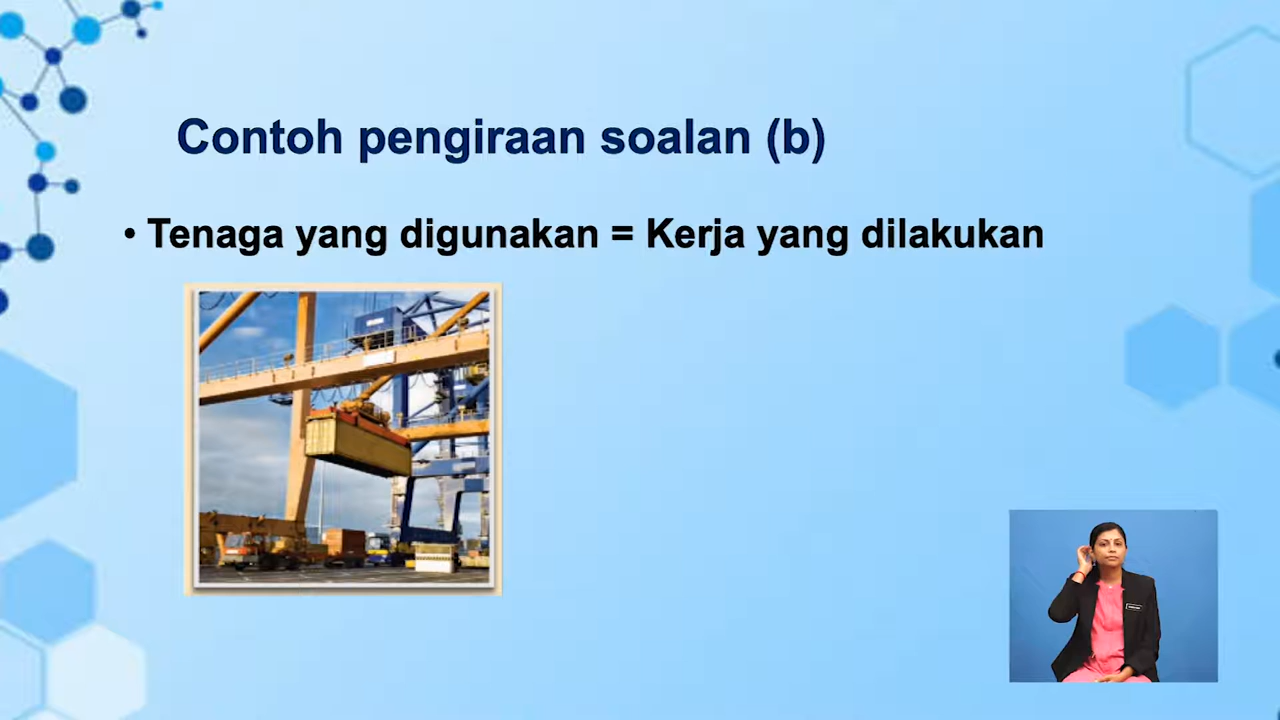 Contoh pengiraan soalan (b)
• Tenaga yang digunakan = Kerja yang dilakukan